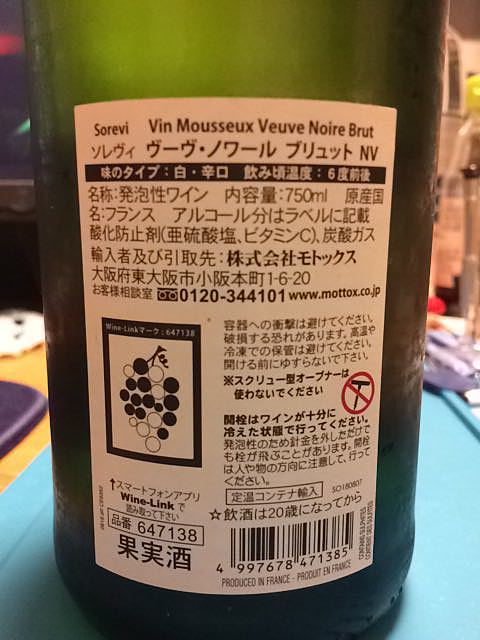 Sorevi Vin Mousseux Veuve Noire Brut
ソレヴィ ヴーヴ・ノワール ブリュット NV
味のタイプ：白・辛口 飲み頃温度：6度前後
名称：発泡性ワイン 内容量：750ml 原産国
名：フランス アルコール分はラベルに記載
酸化防止剤(亜硫酸塩、ビタミンC)、炭酸ガス
輸入者及び引取先：株式会社モトックス
大阪府東大阪市小阪本町1-6-20
お客様相談室 0120-344101 www.mottox.co.jp
Wine-Linkマーク：647138
↑スマートフォンアプリ
Wine-Linkで
読み取って下さい
品番 647138
果実酒
容器への衝撃は避けてください。
破損する恐れがあります。高温や
冷凍での保管は避けてください。
開ける前にゆすらないで下さい。
※スクリュー型オープナーは
使わないでください
開栓はワインが十分に
冷えた状態で行ってください。
発泡性のため針金を外しただけで
も栓が飛ぶことがあります。開栓
は人や物の方向に注意して、行って
ください。
定温コンテナ輸入
SO180807
☆飲酒は20歳になってから
4 997678 471385
PRODUCED IN FRANCE - PRODUIT EN FRANCE
CONTAINS SULPHITES
CONTIENT DES SULFITES